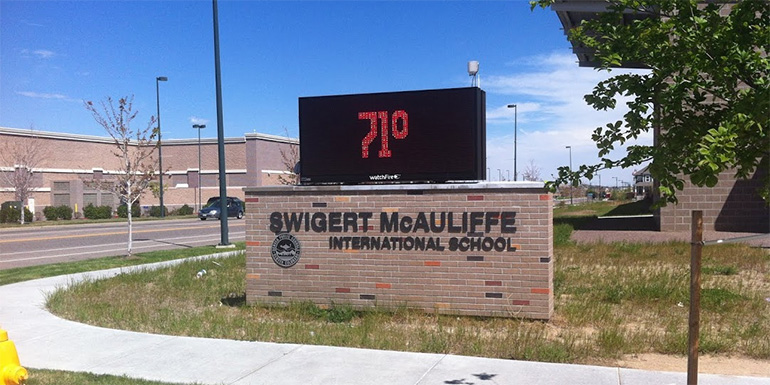 71°
watchfire
SWIGERT McAULIFFE
INTERNATIONAL SCHOOL